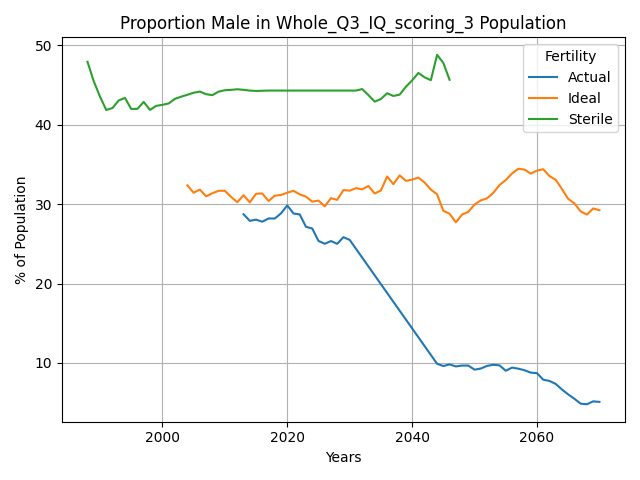 Proportion Male in Whole_Q3_IQ_scoring_3 Population
Fertility
Actual
Ideal
Sterile
% of Population
50
40
30
20
10
2000
2020
2040
2060
Years